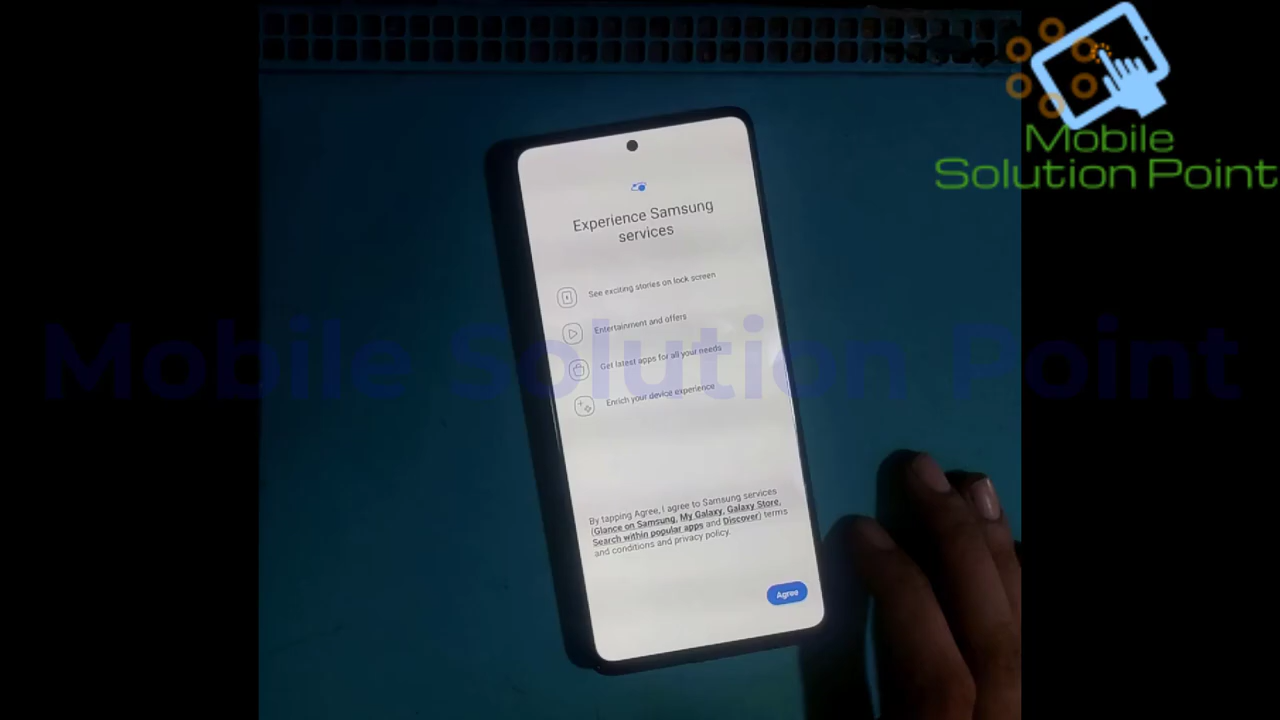 Mobile
Solution Point
Experience Samsung
services
See exciting stories on lock screen
Entertainment and offers
Get latest apps for all your needs
Enrich your device experience
Mobile Solution Point
By tapping Agree, I agree to Samsung services
(Glance on Samsung, My Galaxy, Galaxy Store,
Search within popular apps and Discover) terms
and conditions and privacy policy.
Agree